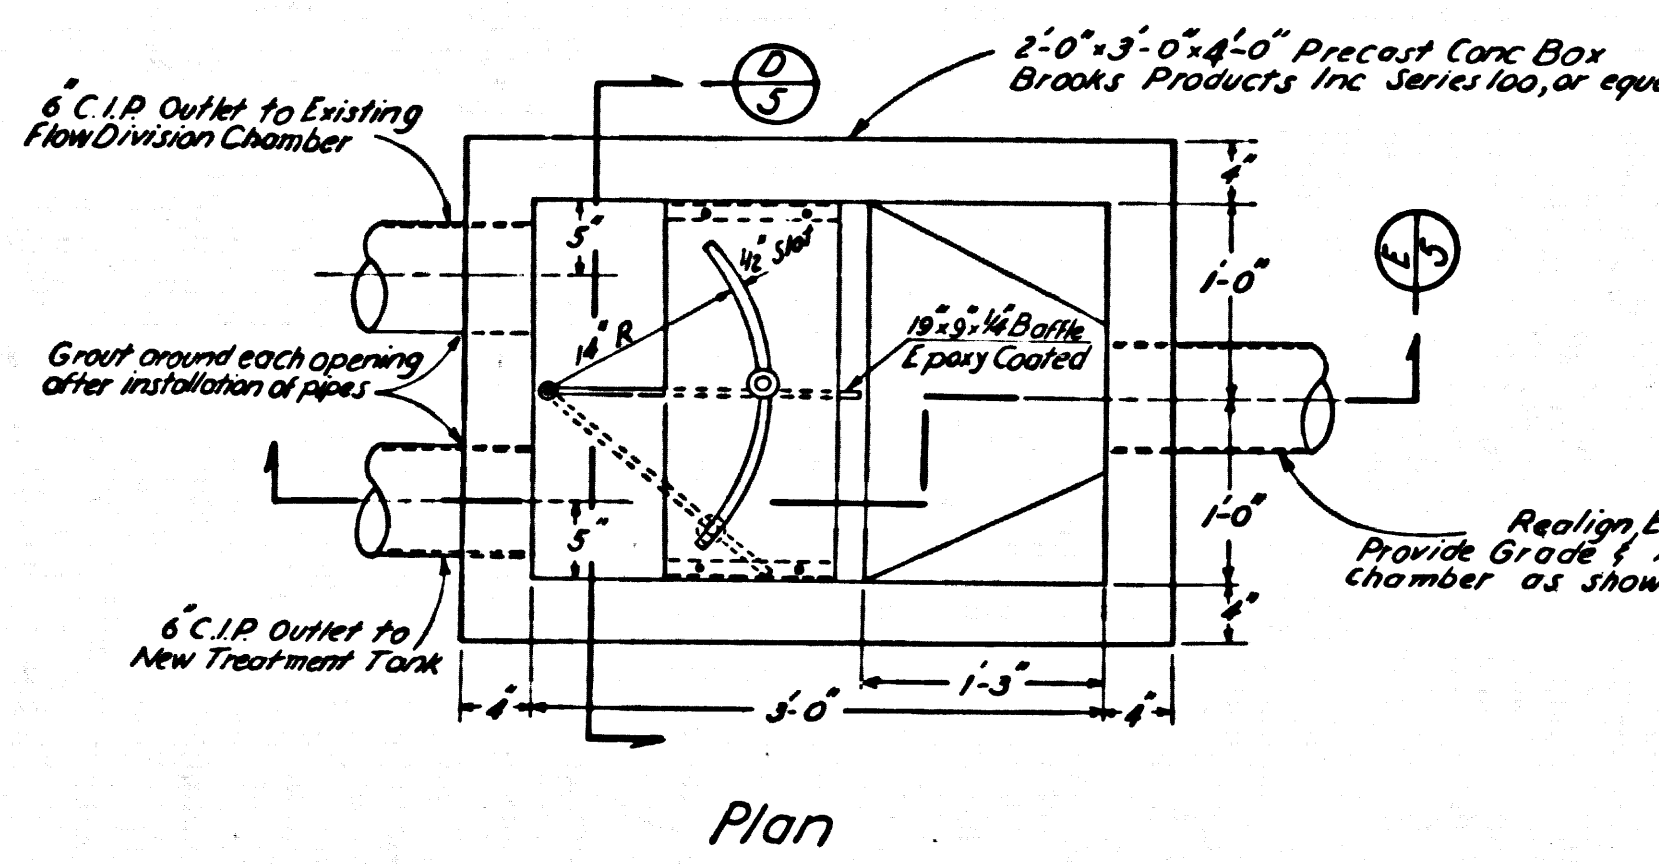 2'-0"x3'-0"x4'-0" Precast Conc Box
Brooks Products Inc Series 100, or equa
D
5
6" C.I.P. Outlet to Existing
Flow Division Chamber
4"
5"
1/2" Slot
1'-0"
E
5
14" R
19"x9"x1/4" Baffle
Epoxy Coated
Grout around each opening
after installation of pipes
5"
1'-0"
Realign, E
Provide Grade &
chamber as show
4"
6" C.I.P. Outlet to
New Treatment Tank
1'-3"
4"
3'-0"
4"
Plan